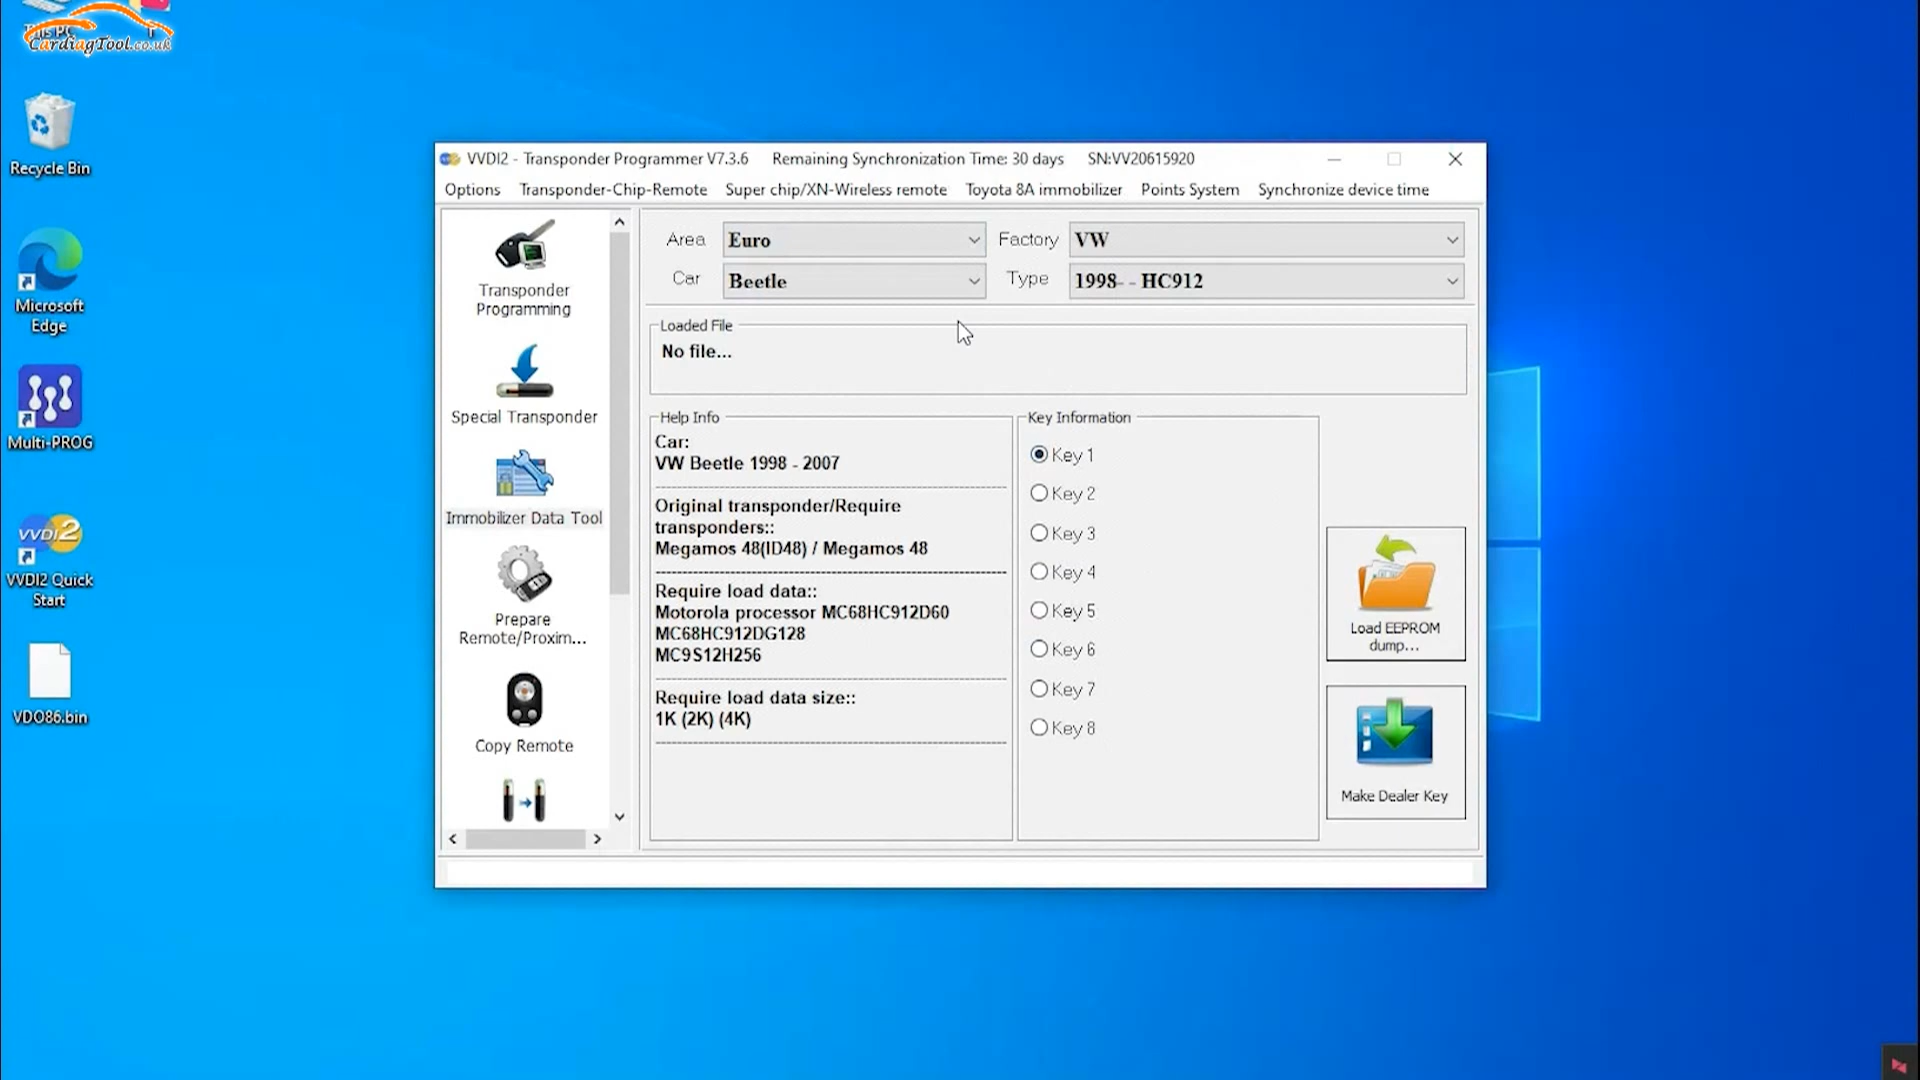 This PC
CardiagTool.co.uk
Recycle Bin
Microsoft
Edge
Multi-PROG
VVDI2
VVDI2 Quick
Start
VDO86.bin
VVDI2 - Transponder Programmer V7.3.6 Remaining Synchronization Time: 30 days SN:VV20615920
Options Transponder-Chip-Remote Super chip/XN-Wireless remote Toyota 8A immobilizer Points System Synchronize device time
Transponder
Programming
Special Transponder
Immobilizer Data Tool
Prepare
Remote/Proxim...
Copy Remote
Area Euro Factory VW
Car Beetle Type 1998- - HC912
Loaded File
No file...
Help Info
Car:
VW Beetle 1998 - 2007
Original transponder/Require
transponders::
Megamos 48(ID48) / Megamos 48
Require load data::
Motorola processor MC68HC912D60
MC68HC912DG128
MC9S12H256
Require load data size::
1K (2K) (4K)
Key Information
Key 1
Key 2
Key 3
Key 4
Key 5
Key 6
Key 7
Key 8
Load EEPROM
dump...
Make Dealer Key